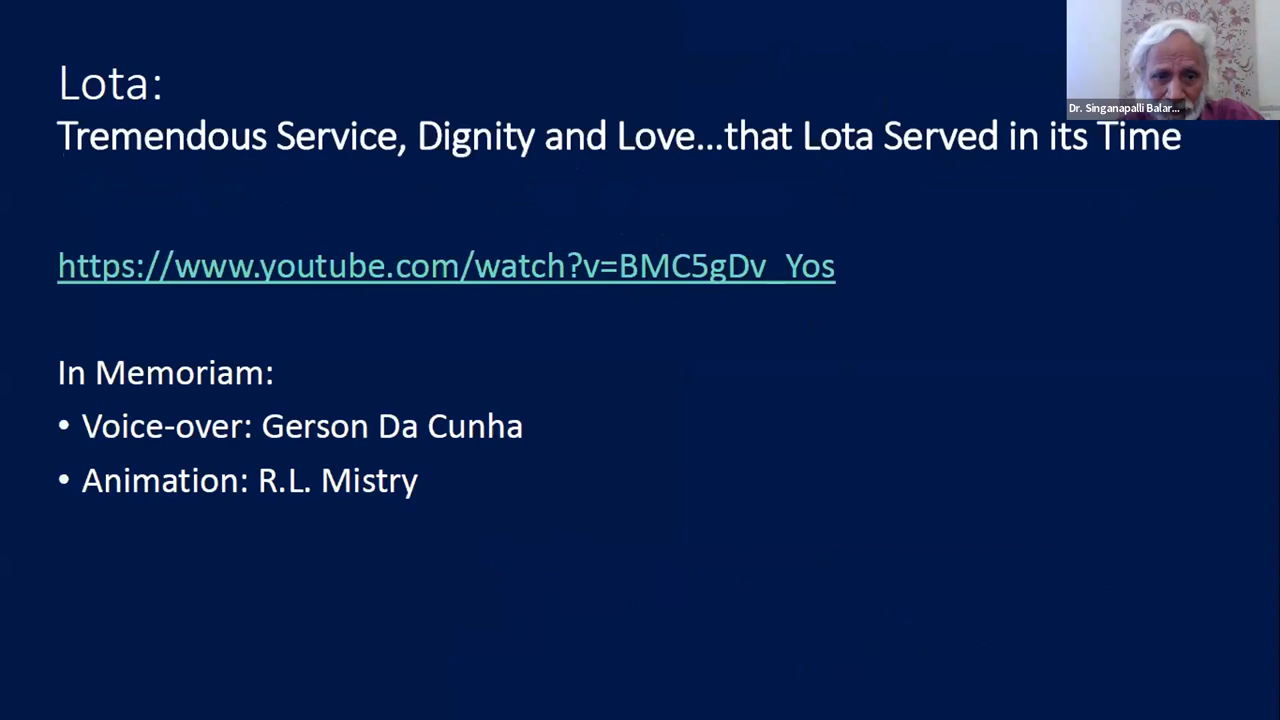 Lota:
Dr. Singanapalli Balar...
Tremendous Service, Dignity and Love...that Lota Served in its Time
https://www.youtube.com/watch?v=BMC5gDv_Yos
In Memoriam:
• Voice-over: Gerson Da Cunha
• Animation: R.L. Mistry